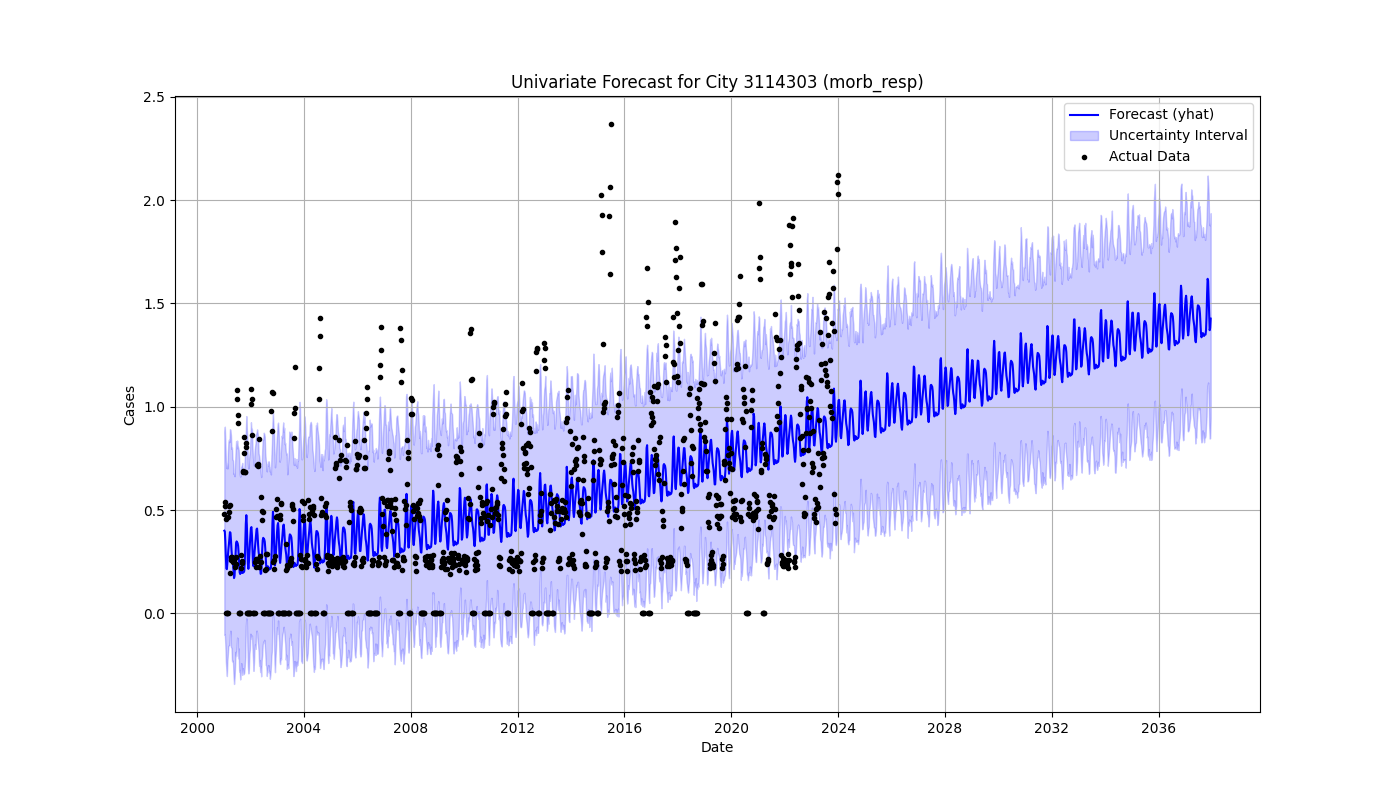 Univariate Forecast for City 3114303 (morb_resp)
Forecast (yhat)
Uncertainty Interval
Actual Data
2.5
2.0
1.5
1.0
0.5
0.0
Cases
2000 2004 2008 2012 2016 2020 2024 2028 2032 2036
Date